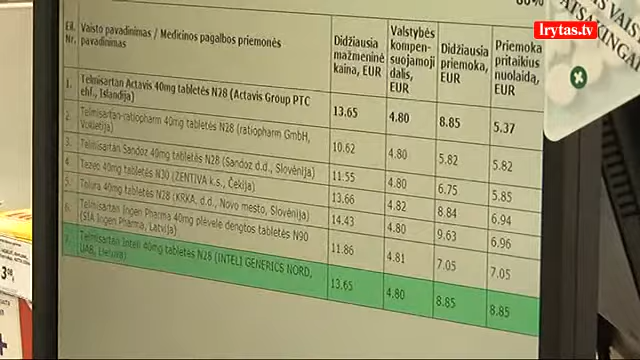 80%
lrytas.tv
IS VAIST
ATSAKINGAI
Eil. Nr.
Vaisto pavadinimas / Medicinos pagalbos priemonės pavadinimas
Didžiausia mažmeninė kaina, EUR
Valstybės kompensuojamoji dalis, EUR
Didžiausia priemoka, EUR
Priemoka pritaikius nuolaidą, EUR
1. Telmisartan Actavis 40mg tabletės N28 (Actavis Group PTC ehf., Islandija) 13.65 4.80 8.85 5.37
2. Telmisartan-ratiopharm 40mg tabletės N28 (ratiopharm GmbH, Vokietija) 10.62 4.80 5.82 5.82
3. Telmisartan Sandoz 40mg tabletės N28 (Sandoz d.d., Slovėnija) 11.55 4.80 6.75 5.85
4. Tezeo 40mg tabletės N30 (ZENTIVA k.s., Čekija) 13.66 4.82 8.84 6.94
5. Tolura 40mg tabletės N28 (KRKA, d.d., Novo mesto, Slovėnija) 14.43 4.80 9.63 6.96
6. Telmisartan Ingen Pharma 40mg plėvele dengtos tabletės N90 (SIA Ingen Pharma, Latvija) 11.86 4.81 7.05 7.05
7. Telmisartan Inteli 40mg tabletės N28 (INTELI GENERICS NORD, UAB, Lietuva) 13.65 4.80 8.85 8.85